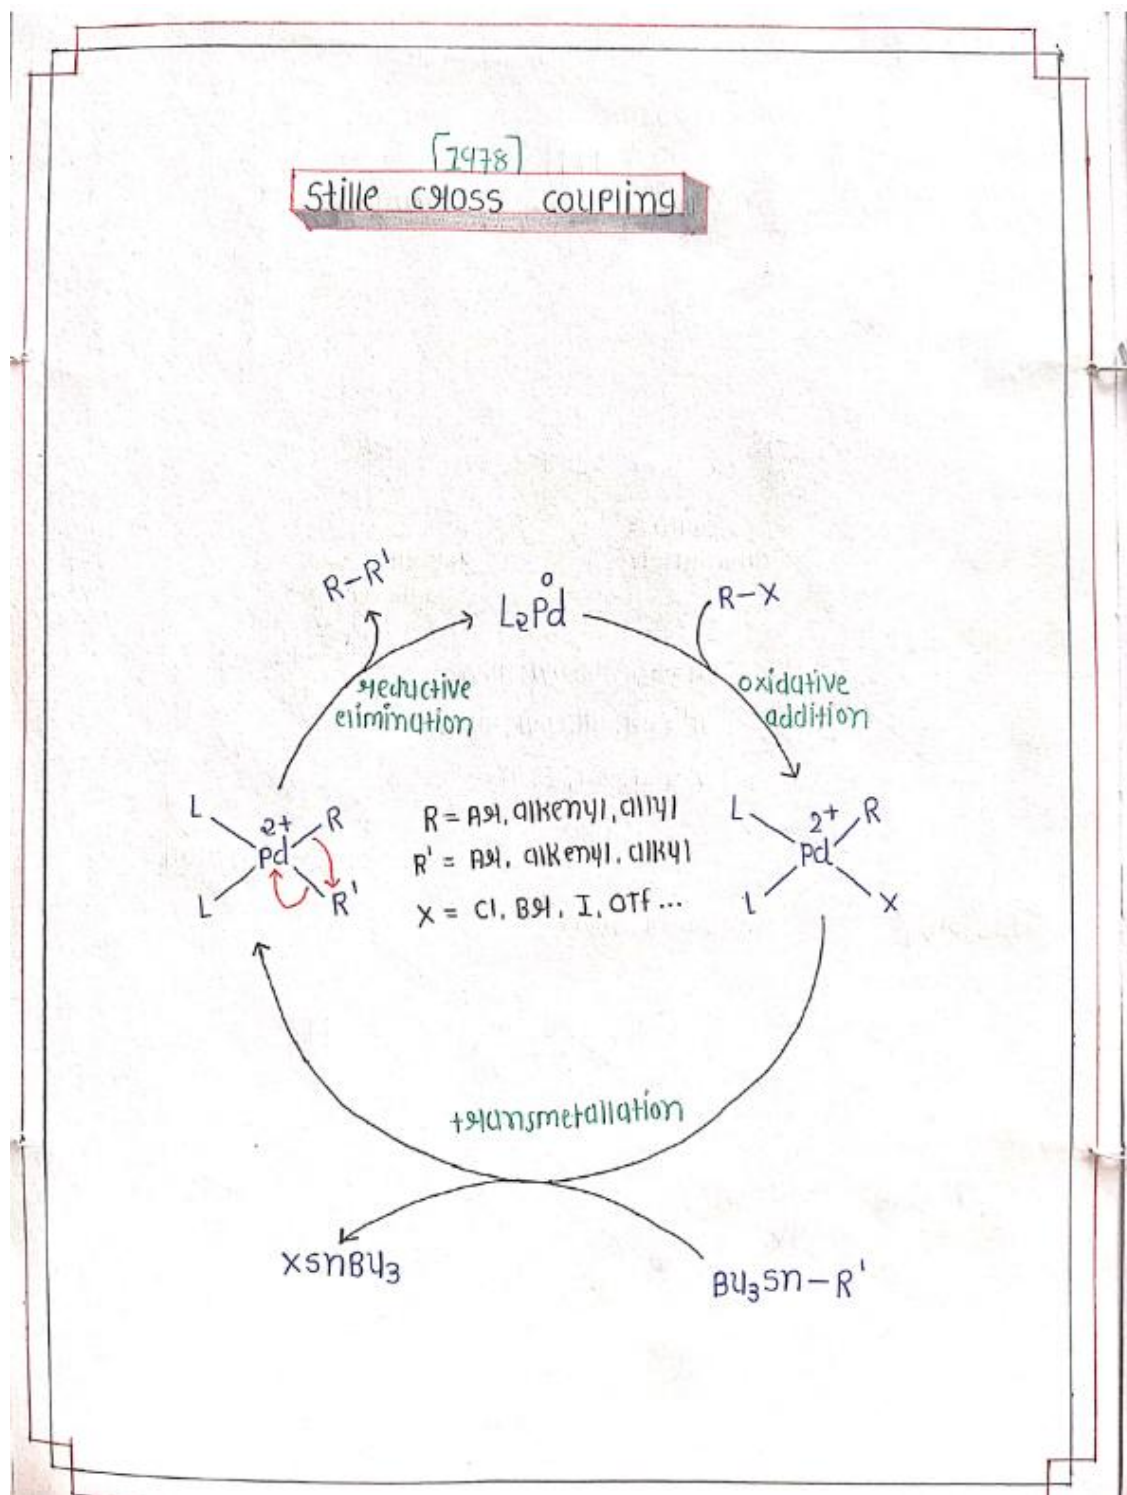 [1978]
Stille cross coupling
R-R'
L2Pd0
R-X
reductive
elimination
oxidative
addition
L
2+
Pd
R
L
R'
R = Ar, alkenyl, allyl
R' = Ar, alkenyl, alkyl
X = Cl, Br, I, OTf...
L
2+
Pd
R
L
X
transmetallation
XSnBu3
Bu3Sn-R'